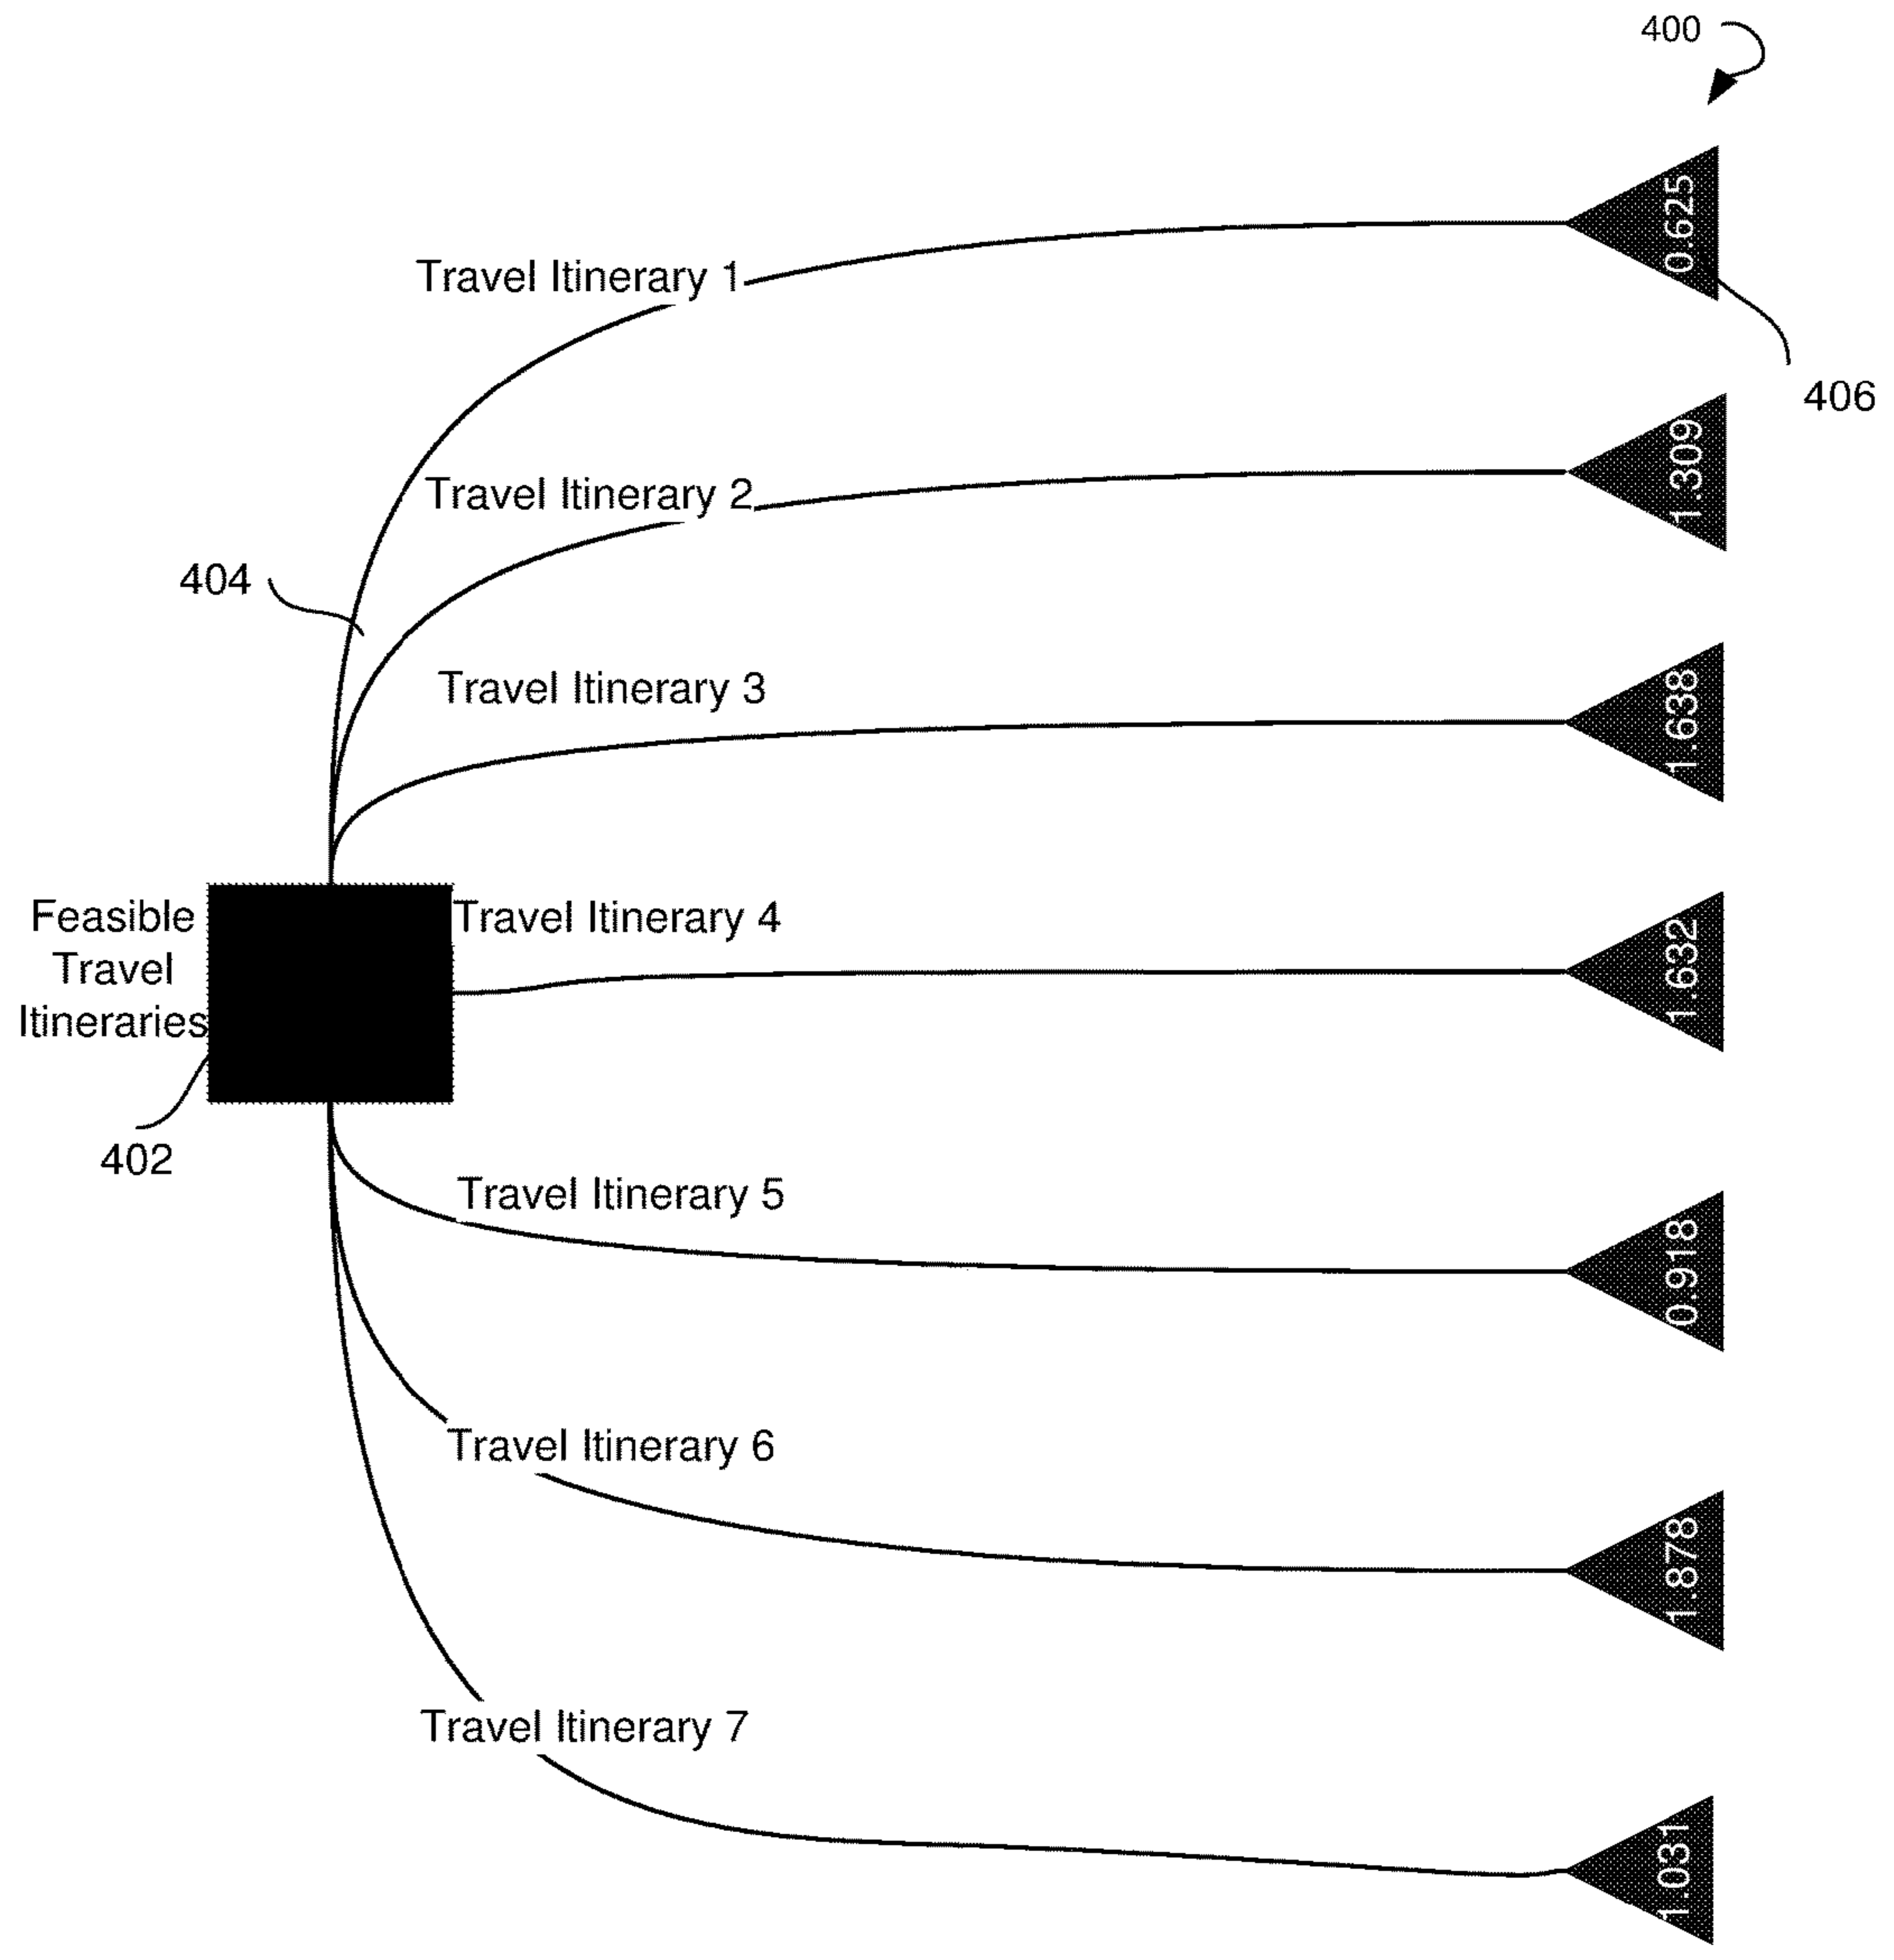 400
0.625
Travel Itinerary 1
406
1.309
Travel Itinerary 2
404
Travel Itinerary 3
1.638
Feasible
Travel
Itineraries
Travel Itinerary 4
1.632
402
Travel Itinerary 5
0.918
Travel Itinerary 6
1.878
Travel Itinerary 7
1.031